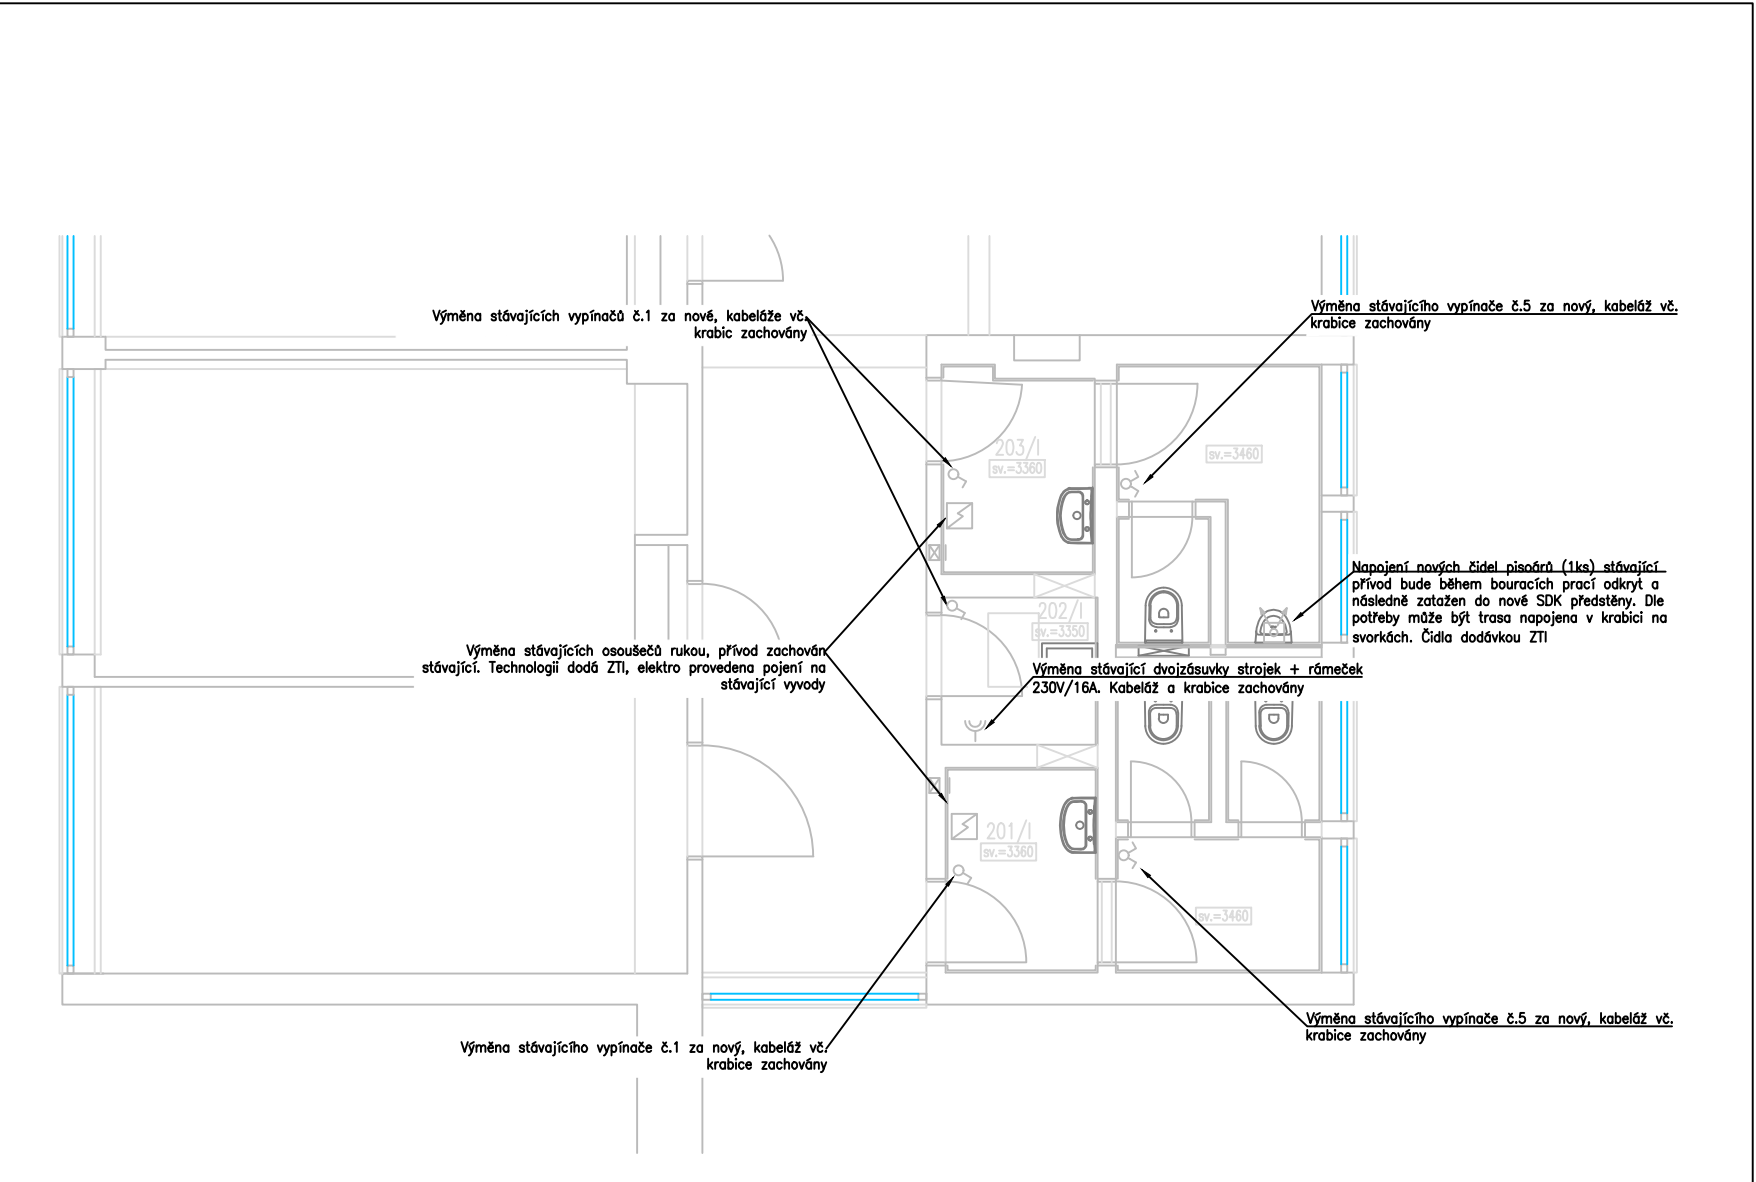 Výměna stávajících vypínačů č.1 za nové, kabeláže vč.
krabic zachovány
Výměna stávajícího vypínače č.5 za nový, kabeláž vč.
krabice zachovány
203/I
sv.=3360
sv.=3460
Napojení nových čidel pisoárů (1ks) stávající
přívod bude během bouracích prací odkryt a
následně zatažen do nové SDK předstěny. Dle
potřeby může být trasa napojena v krabici na
svorkách. Čidla dodávkou ZTI
202/I
sv.=3350
Výměna stávajících osoušečů rukou, přívod zachován
stávající. Technologii dodá ZTI, elektro provedena pojení na
stávající vyvody
Výměna stávající dvojzásuvky strojek + rámeček
230V/16A. Kabeláž a krabice zachovány
201/I
sv.=3360
sv.=3460
Výměna stávajícího vypínače č.5 za nový, kabeláž vč.
krabice zachovány
Výměna stávajícího vypínače č.1 za nový, kabeláž vč.
krabice zachovány